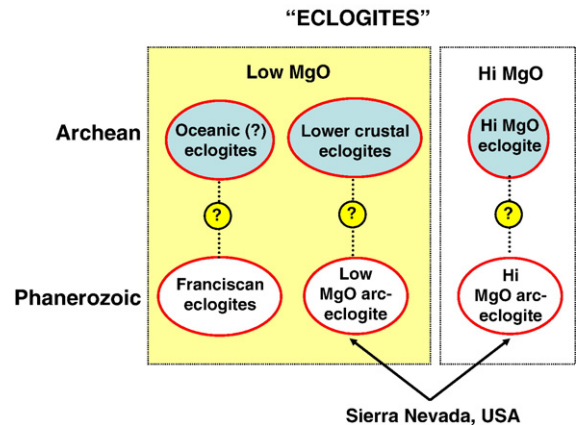 “ECLOGITES”
Low MgO
Hi MgO
Archean
Oceanic (?)
eclogites
Lower crustal
eclogites
Hi MgO
eclogite
?
?
?
Phanerozoic
Franciscan
eclogites
Low
MgO arc-
eclogite
Hi
MgO arc-
eclogite
Sierra Nevada, USA